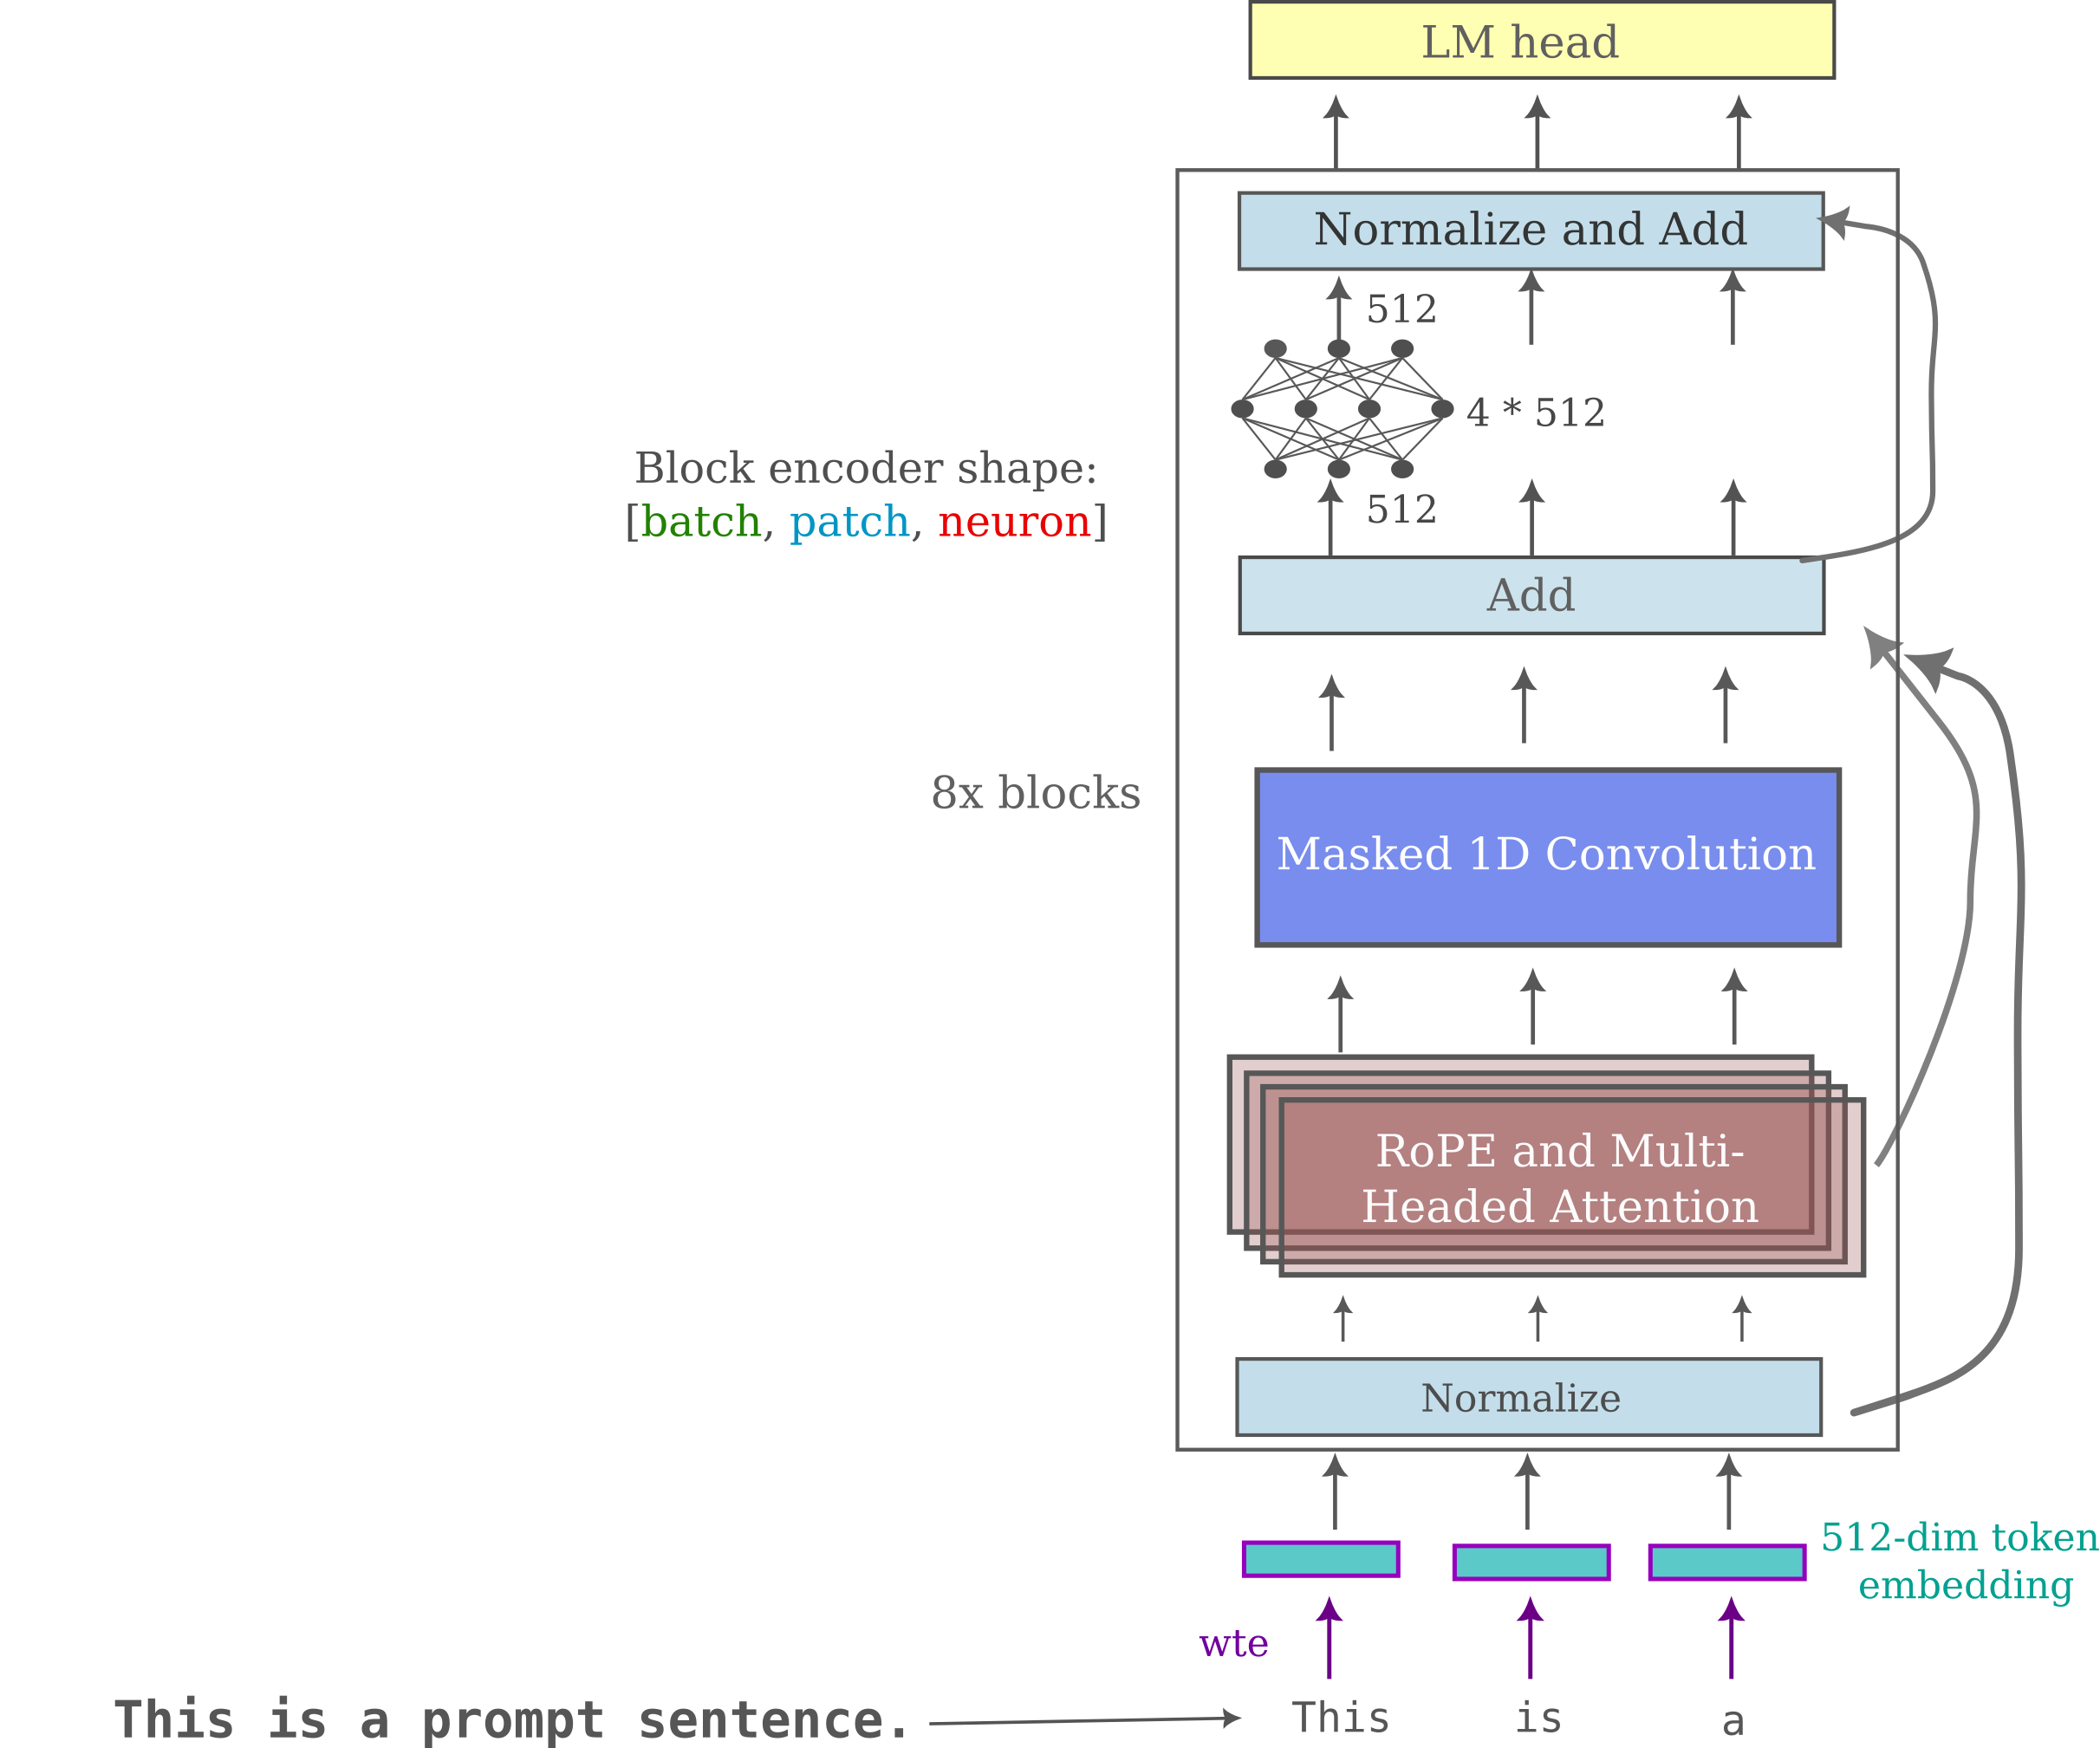 LM head
Normalize and Add
512
4 * 512
Block encoder shape:
[batch, patch, neuron]
512
Add
8x blocks
Masked 1D Convolution
RoPE and Multi-
Headed Attention
Normalize
512-dim token
embedding
wte
This is a prompt sentence.
This is a